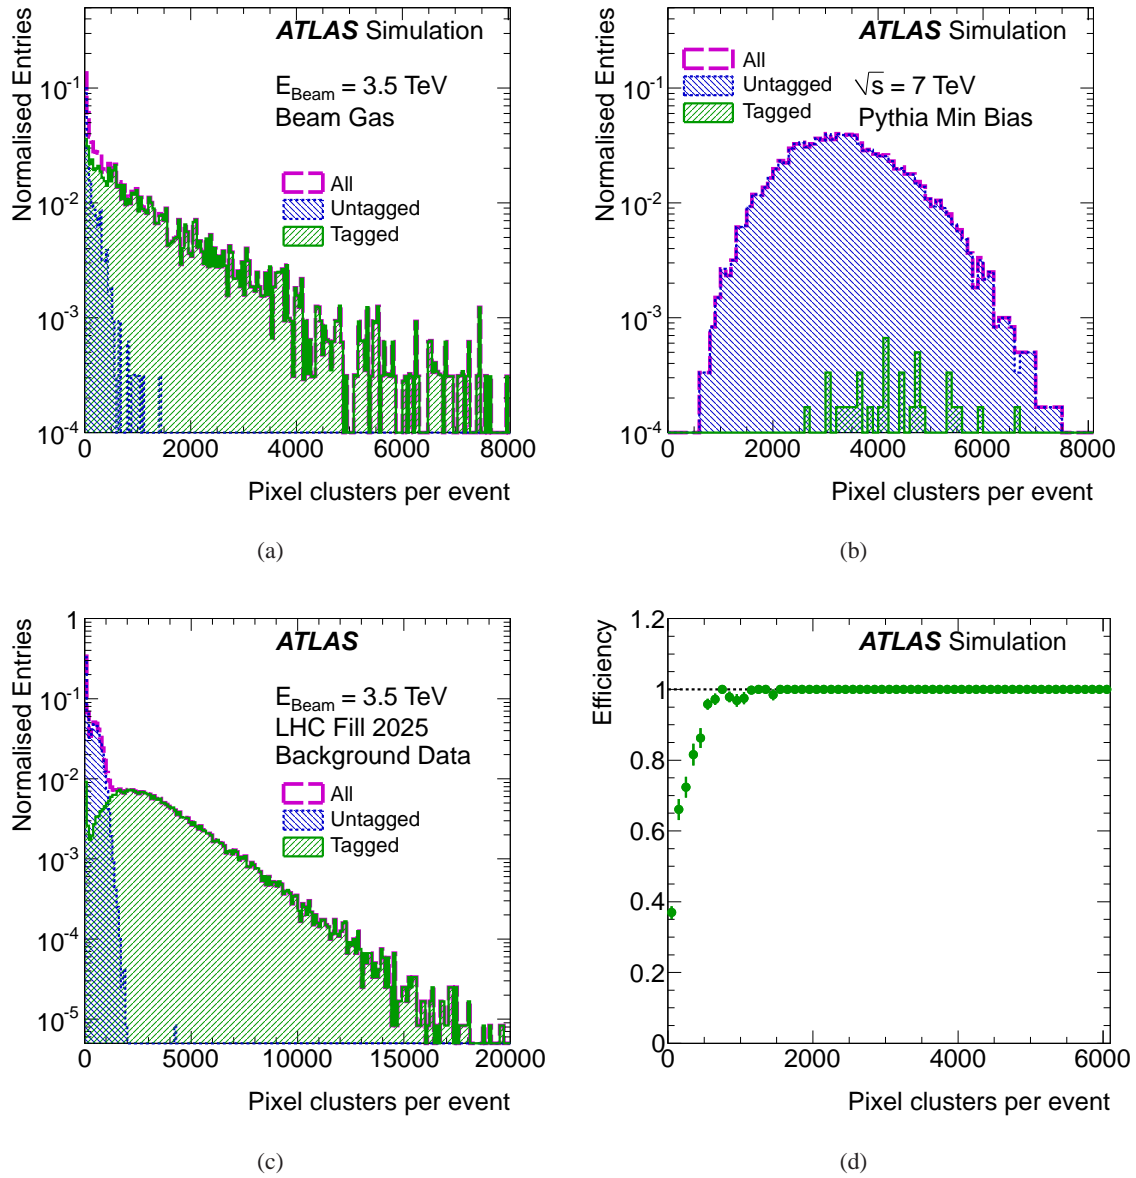 Normalised Entries
ATLAS Simulation
E_Beam = 3.5 TeV
Beam Gas
All
Untagged
Tagged
10^-1
10^-2
10^-3
10^-4
0 2000 4000 6000 8000
Pixel clusters per event
(a)
Normalised Entries
ATLAS Simulation
All
Untagged
Tagged
√s = 7 TeV
Pythia Min Bias
10^-1
10^-2
10^-3
10^-4
2000 4000 6000 8000
Pixel clusters per event
(b)
Normalised Entries
ATLAS
E_Beam = 3.5 TeV
LHC Fill 2025
Background Data
All
Untagged
Tagged
1
10^-1
10^-2
10^-3
10^-4
10^-5
0 5000 10000 15000 20000
Pixel clusters per event
(c)
Efficiency
ATLAS Simulation
1.2
1
0.8
0.6
0.4
0.2
0
0 2000 4000 6000
Pixel clusters per event
(d)